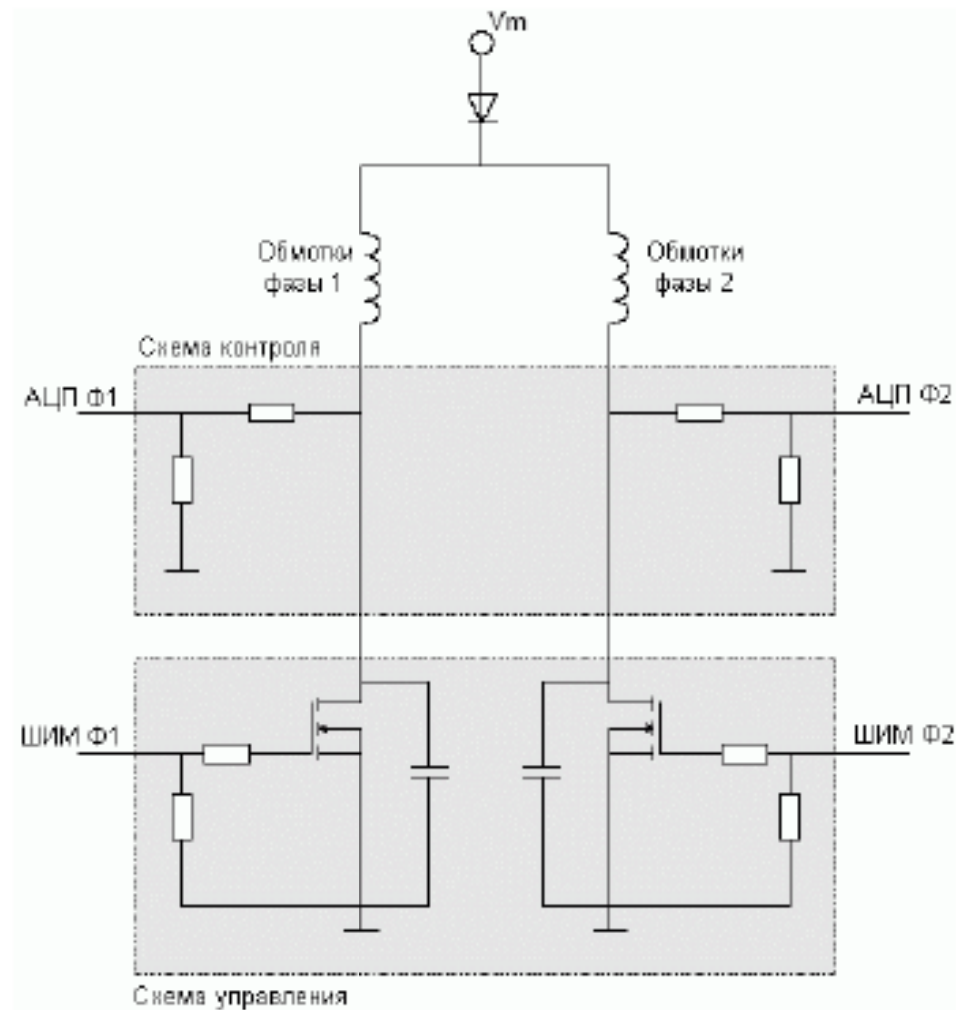 Vm
Обмотки
фазы 1
Обмотки
фазы 2
Схема контроля
АЦП Ф1
АЦП Ф2
ШИМ Ф1
ШИМ Ф2
Схема управления